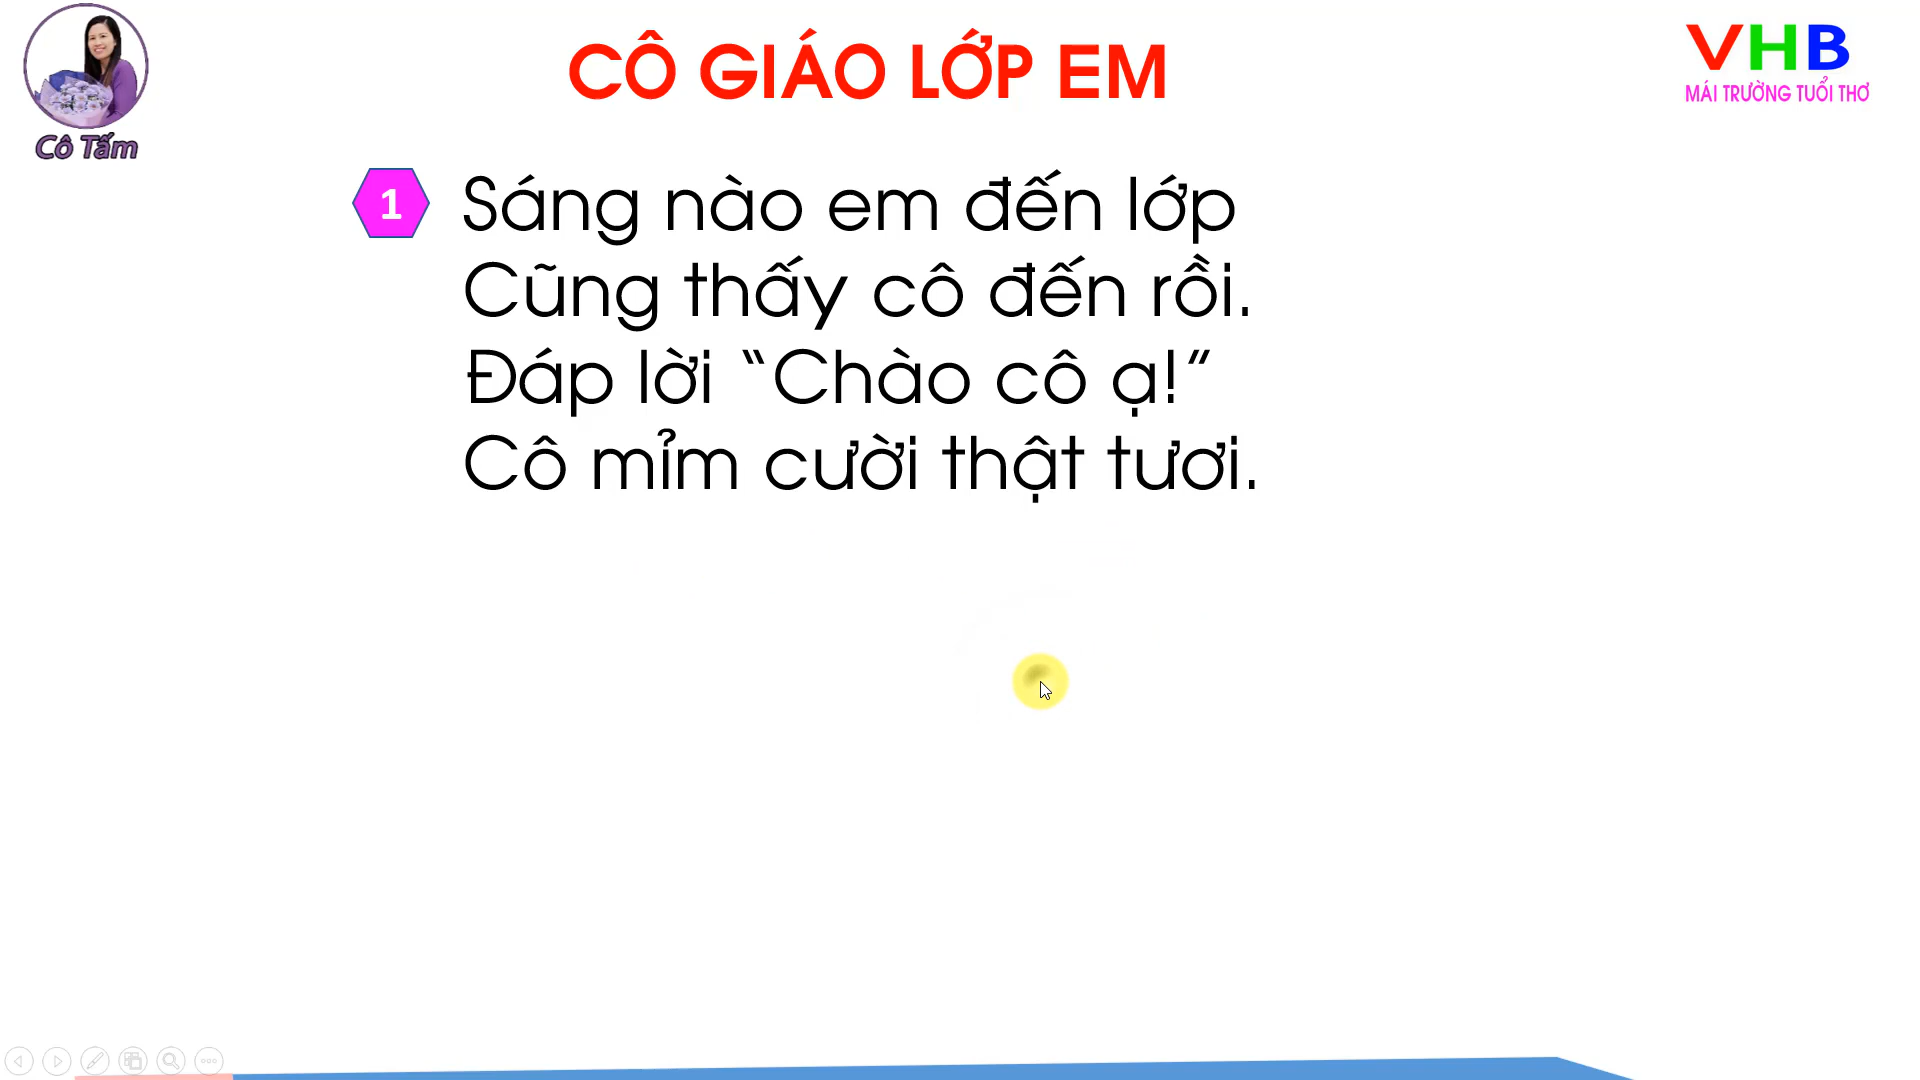 CÔ GIÁO LỚP EM
VHB
MÁI TRƯỜNG TUỔI THƠ
Cô Tấm
1
Sáng nào em đến lớp
Cũng thấy cô đến rồi.
Đáp lời “Chào cô ạ!”
Cô mỉm cười thật tươi.